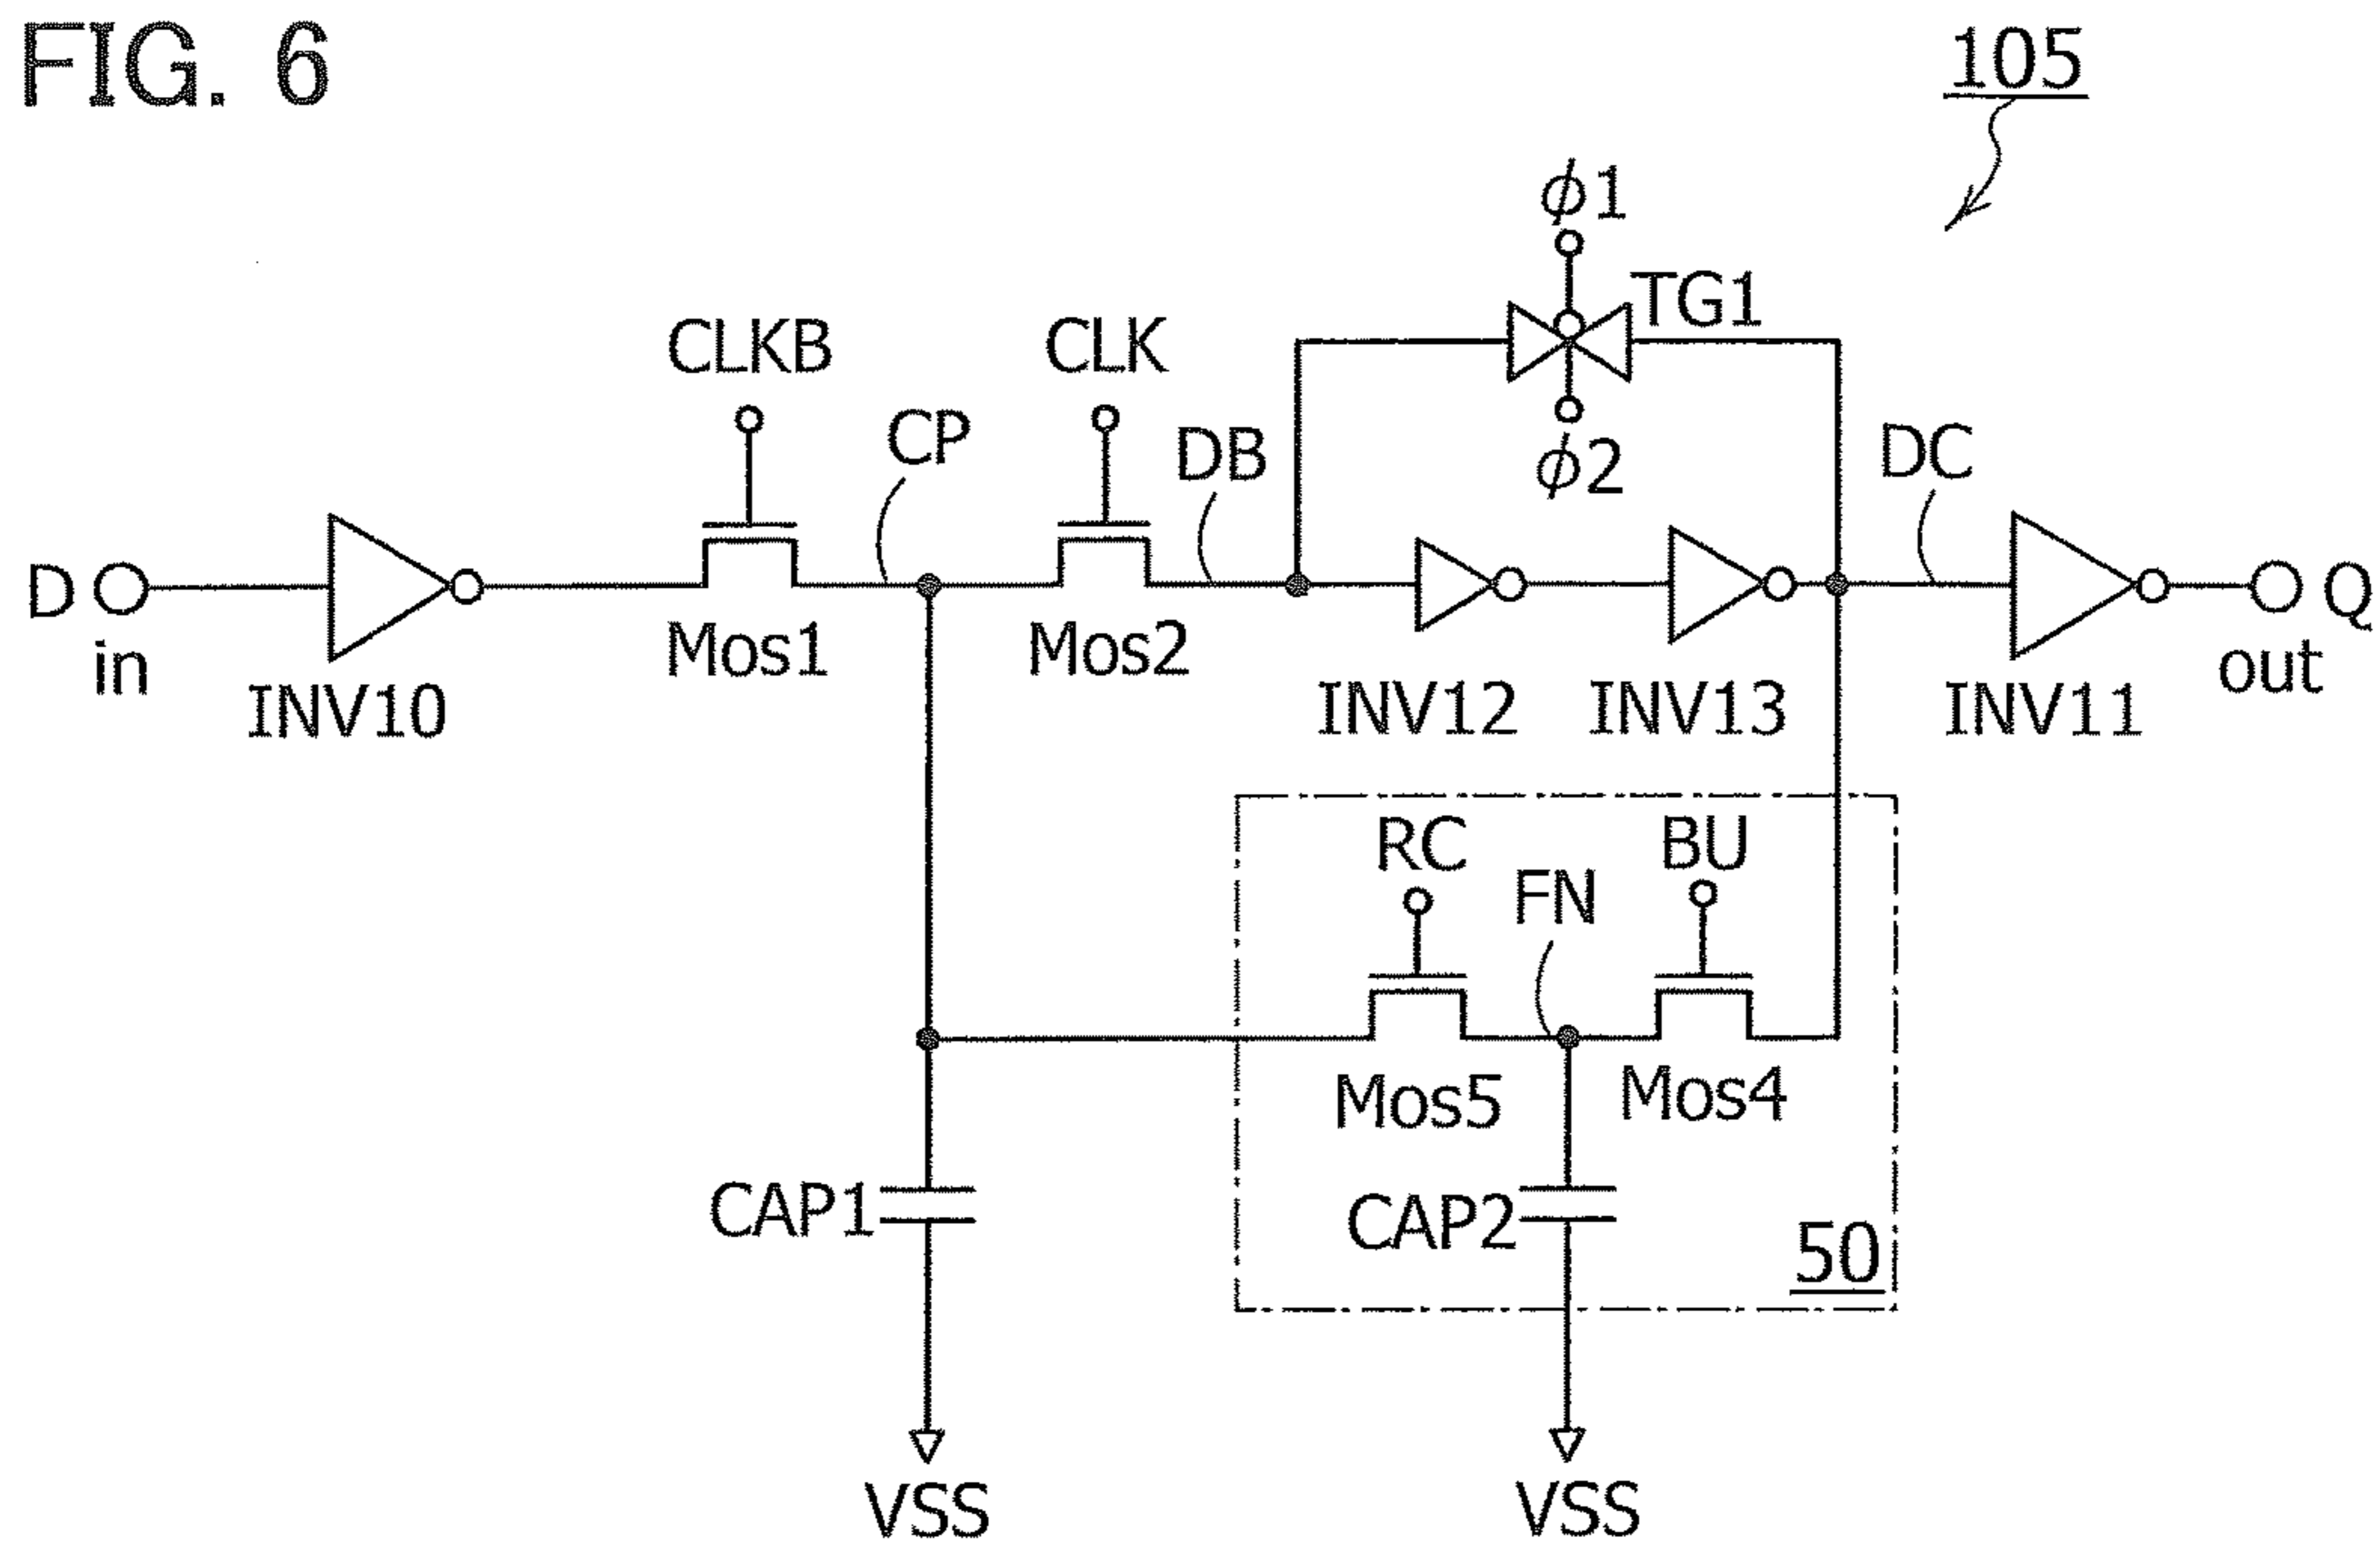 FIG. 6
105
ϕ1
TG1
CLKB
CLK
CP
DB
ϕ2
DC
D
in
INV10
Mos1
Mos2
INV12
INV13
INV11
Q
out
RC
BU
FN
Mos5
Mos4
CAP1
CAP2
50
VSS
VSS